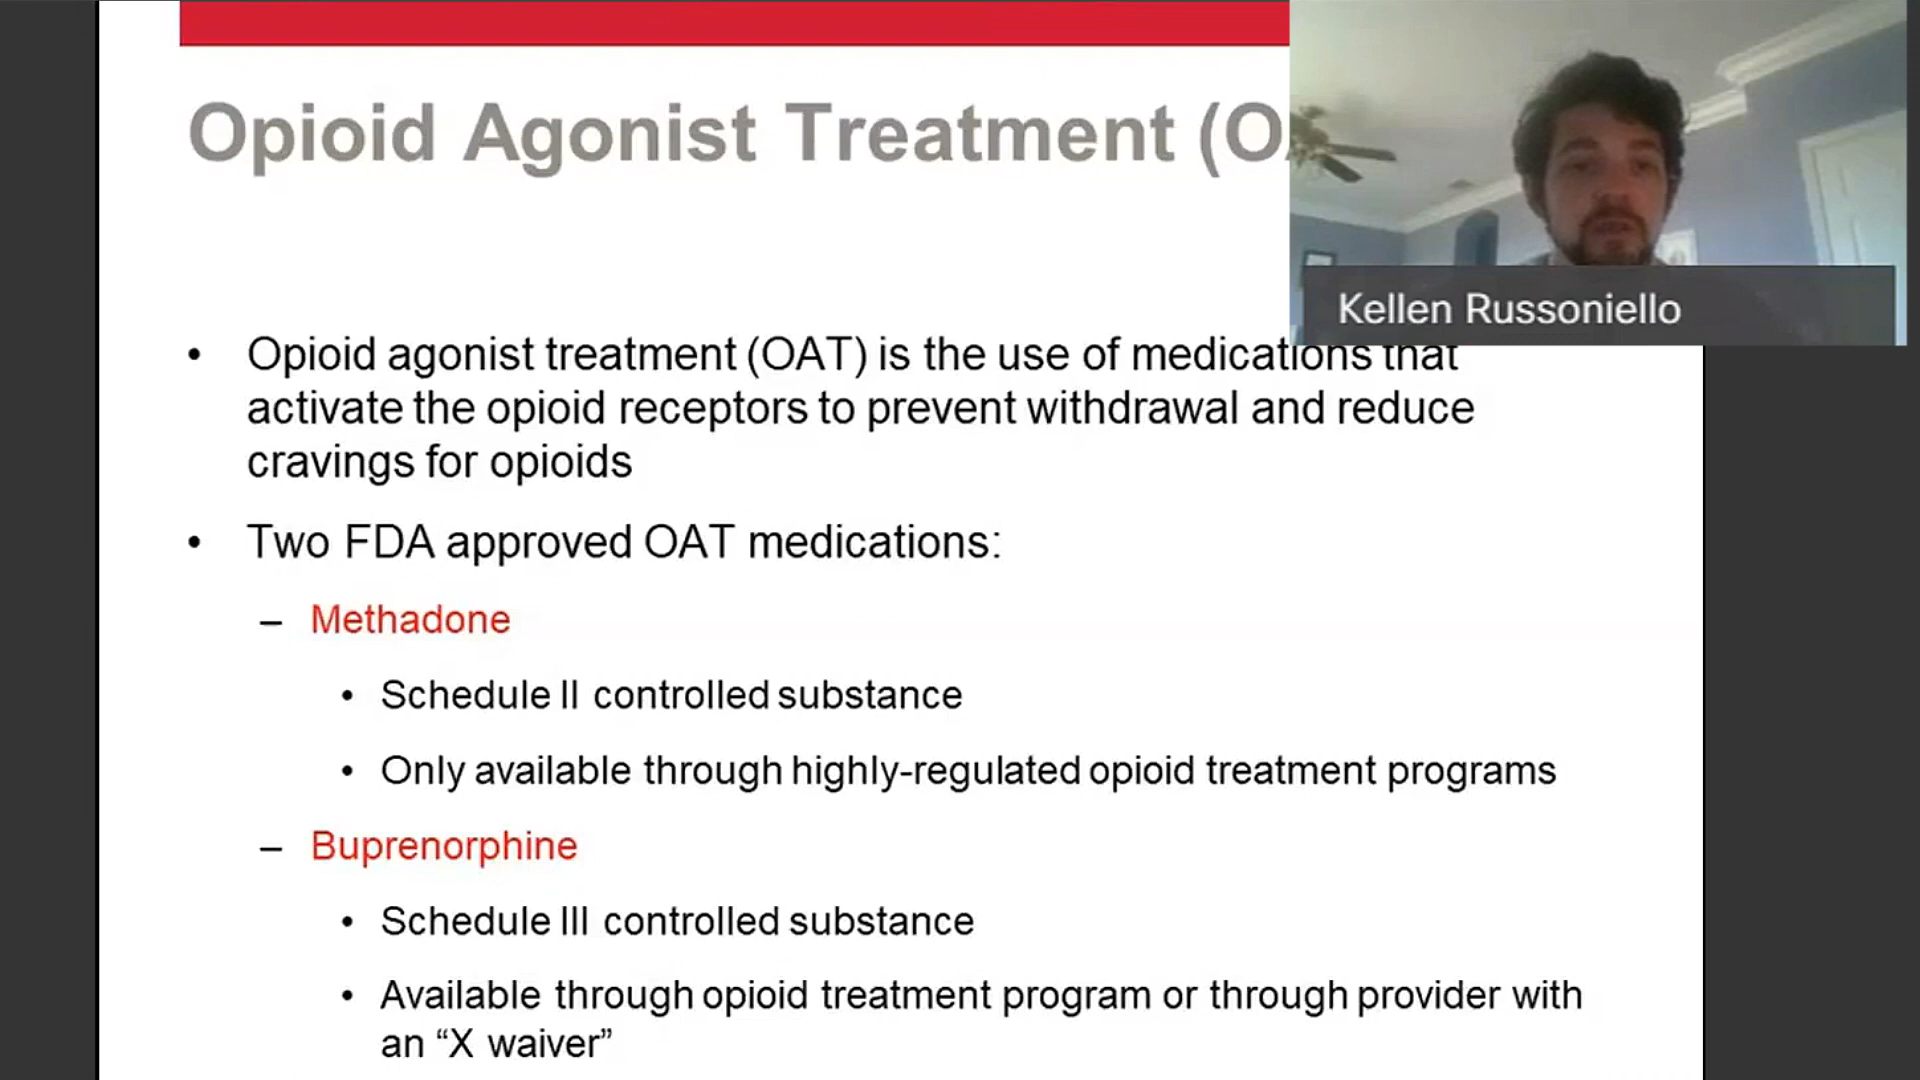 Opioid Agonist Treatment (O
Kellen Russoniello
• Opioid agonist treatment (OAT) is the use of medications that
activate the opioid receptors to prevent withdrawal and reduce
cravings for opioids
• Two FDA approved OAT medications:
– Methadone
• Schedule II controlled substance
• Only available through highly-regulated opioid treatment programs
– Buprenorphine
• Schedule III controlled substance
• Available through opioid treatment program or through provider with
an “X waiver”